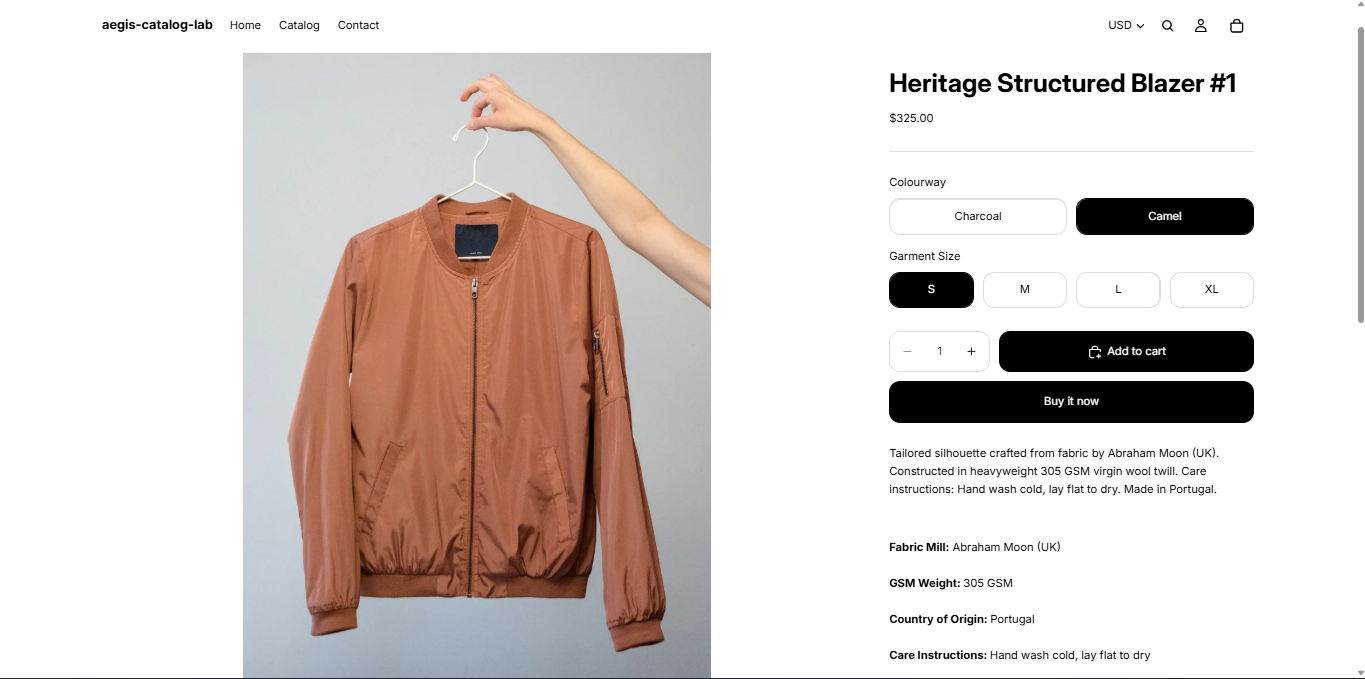 aegis-catalog-lab Home Catalog Contact USD
Heritage Structured Blazer #1
$325.00
Colourway
Charcoal Camel
Garment Size
S M L XL
− 1 + Add to cart
Buy it now
Tailored silhouette crafted from fabric by Abraham Moon (UK).
Constructed in heavyweight 305 GSM virgin wool twill. Care
instructions: Hand wash cold, lay flat to dry. Made in Portugal.
Fabric Mill: Abraham Moon (UK)
GSM Weight: 305 GSM
Country of Origin: Portugal
Care Instructions: Hand wash cold, lay flat to dry